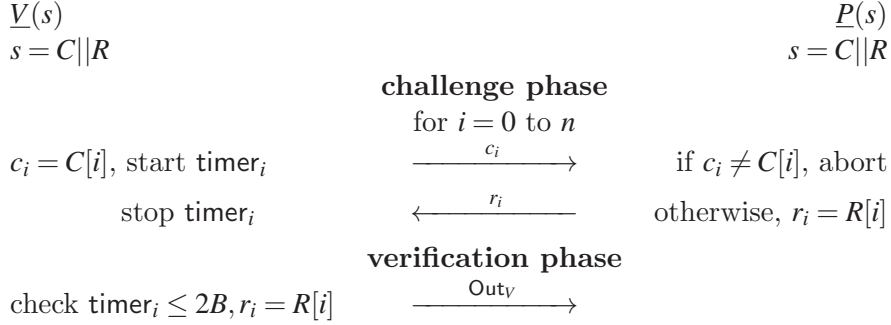 V(s) P(s)
s = C||R s = C||R
challenge phase
for i = 0 to n
c_i = C[i], start timer_i c_i if c_i ≠ C[i], abort
stop timer_i r_i otherwise, r_i = R[i]
verification phase
check timer_i ≤ 2B, r_i = R[i] Out_V